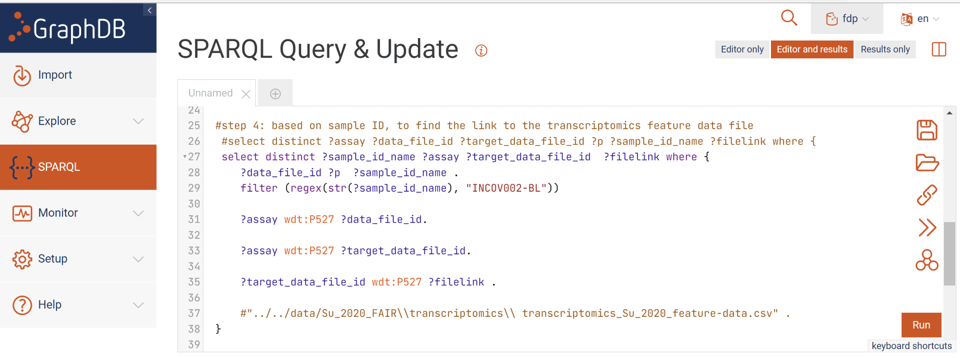 GraphDB
fdp
en
SPARQL Query & Update
Editor only
Editor and results
Results only
Import
Explore
SPARQL
Monitor
Setup
Help
Unnamed
24
25 #step 4: based on sample ID, to find the link to the transcriptomics feature data file
26 #select distinct ?assay ?data_file_id ?target_data_file_id ?p ?sample_id_name ?filelink where {
27 select distinct ?sample_id_name ?assay ?target_data_file_id ?filelink where {
28 ?data_file_id ?p ?sample_id_name .
29 filter (regex(str(?sample_id_name), "INCOV002-BL"))
30
31 ?assay wdt:P527 ?data_file_id.
32
33 ?assay wdt:P527 ?target_data_file_id.
34
35 ?target_data_file_id wdt:P527 ?filelink .
36
37 #"../../data/Su_2020_FAIR\\transcriptomics\\ transcriptomics_Su_2020_feature-data.csv" .
38 }
39
Run
keyboard shortcuts